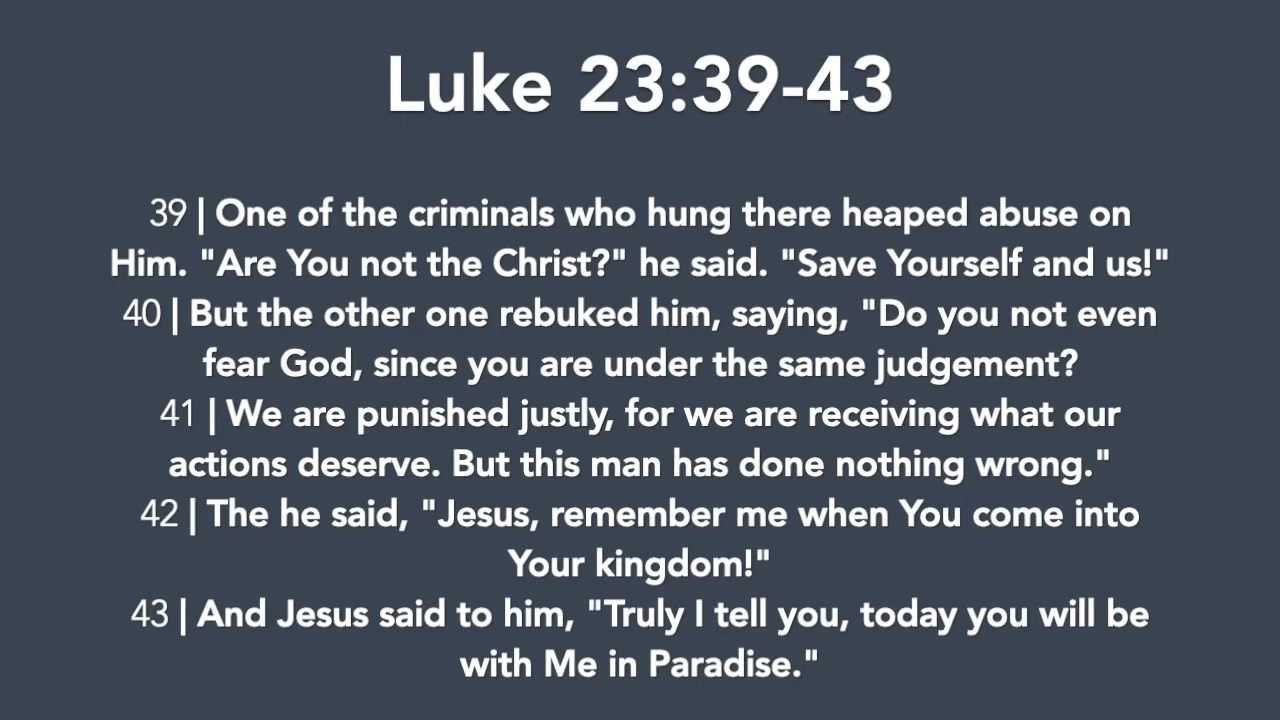 Luke 23:39-43
39 | One of the criminals who hung there heaped abuse on
Him. "Are You not the Christ?" he said. "Save Yourself and us!"
40 | But the other one rebuked him, saying, "Do you not even
fear God, since you are under the same judgement?
41 | We are punished justly, for we are receiving what our
actions deserve. But this man has done nothing wrong."
42 | The he said, "Jesus, remember me when You come into
Your kingdom!"
43 | And Jesus said to him, "Truly I tell you, today you will be
with Me in Paradise."